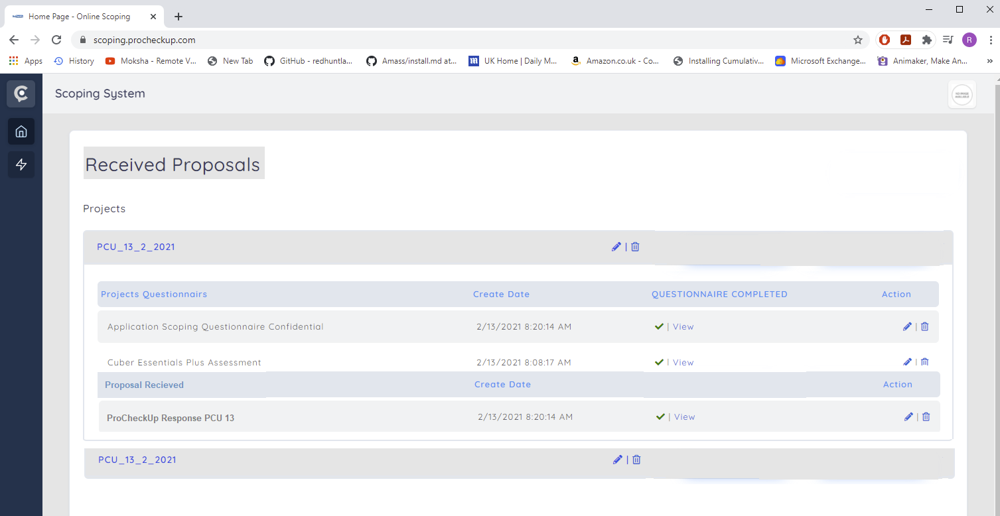 Home Page - Online Scoping
scoping.procheckup.com
R
Apps History Moksha - Remote V... New Tab GitHub - redhuntla... Amass/install.md at... UK Home | Daily M... Amazon.co.uk - Co... Installing Cumulativ... Microsoft Exchange... Animaker, Make An... »
Scoping System
NO IMAGE
AVAILABLE
Received Proposals
Projects
PCU_13_2_2021 |
Projects Questionnairs Create Date QUESTIONNAIRE COMPLETED Action
Application Scoping Questionnaire Confidential 2/13/2021 8:20:14 AM | View |
Cuber Essentials Plus Assessment 2/13/2021 8:08:17 AM | View |
Proposal Recieved Create Date Action
ProCheckUp Response PCU 13 2/13/2021 8:20:14 AM | View |
PCU_13_2_2021 |